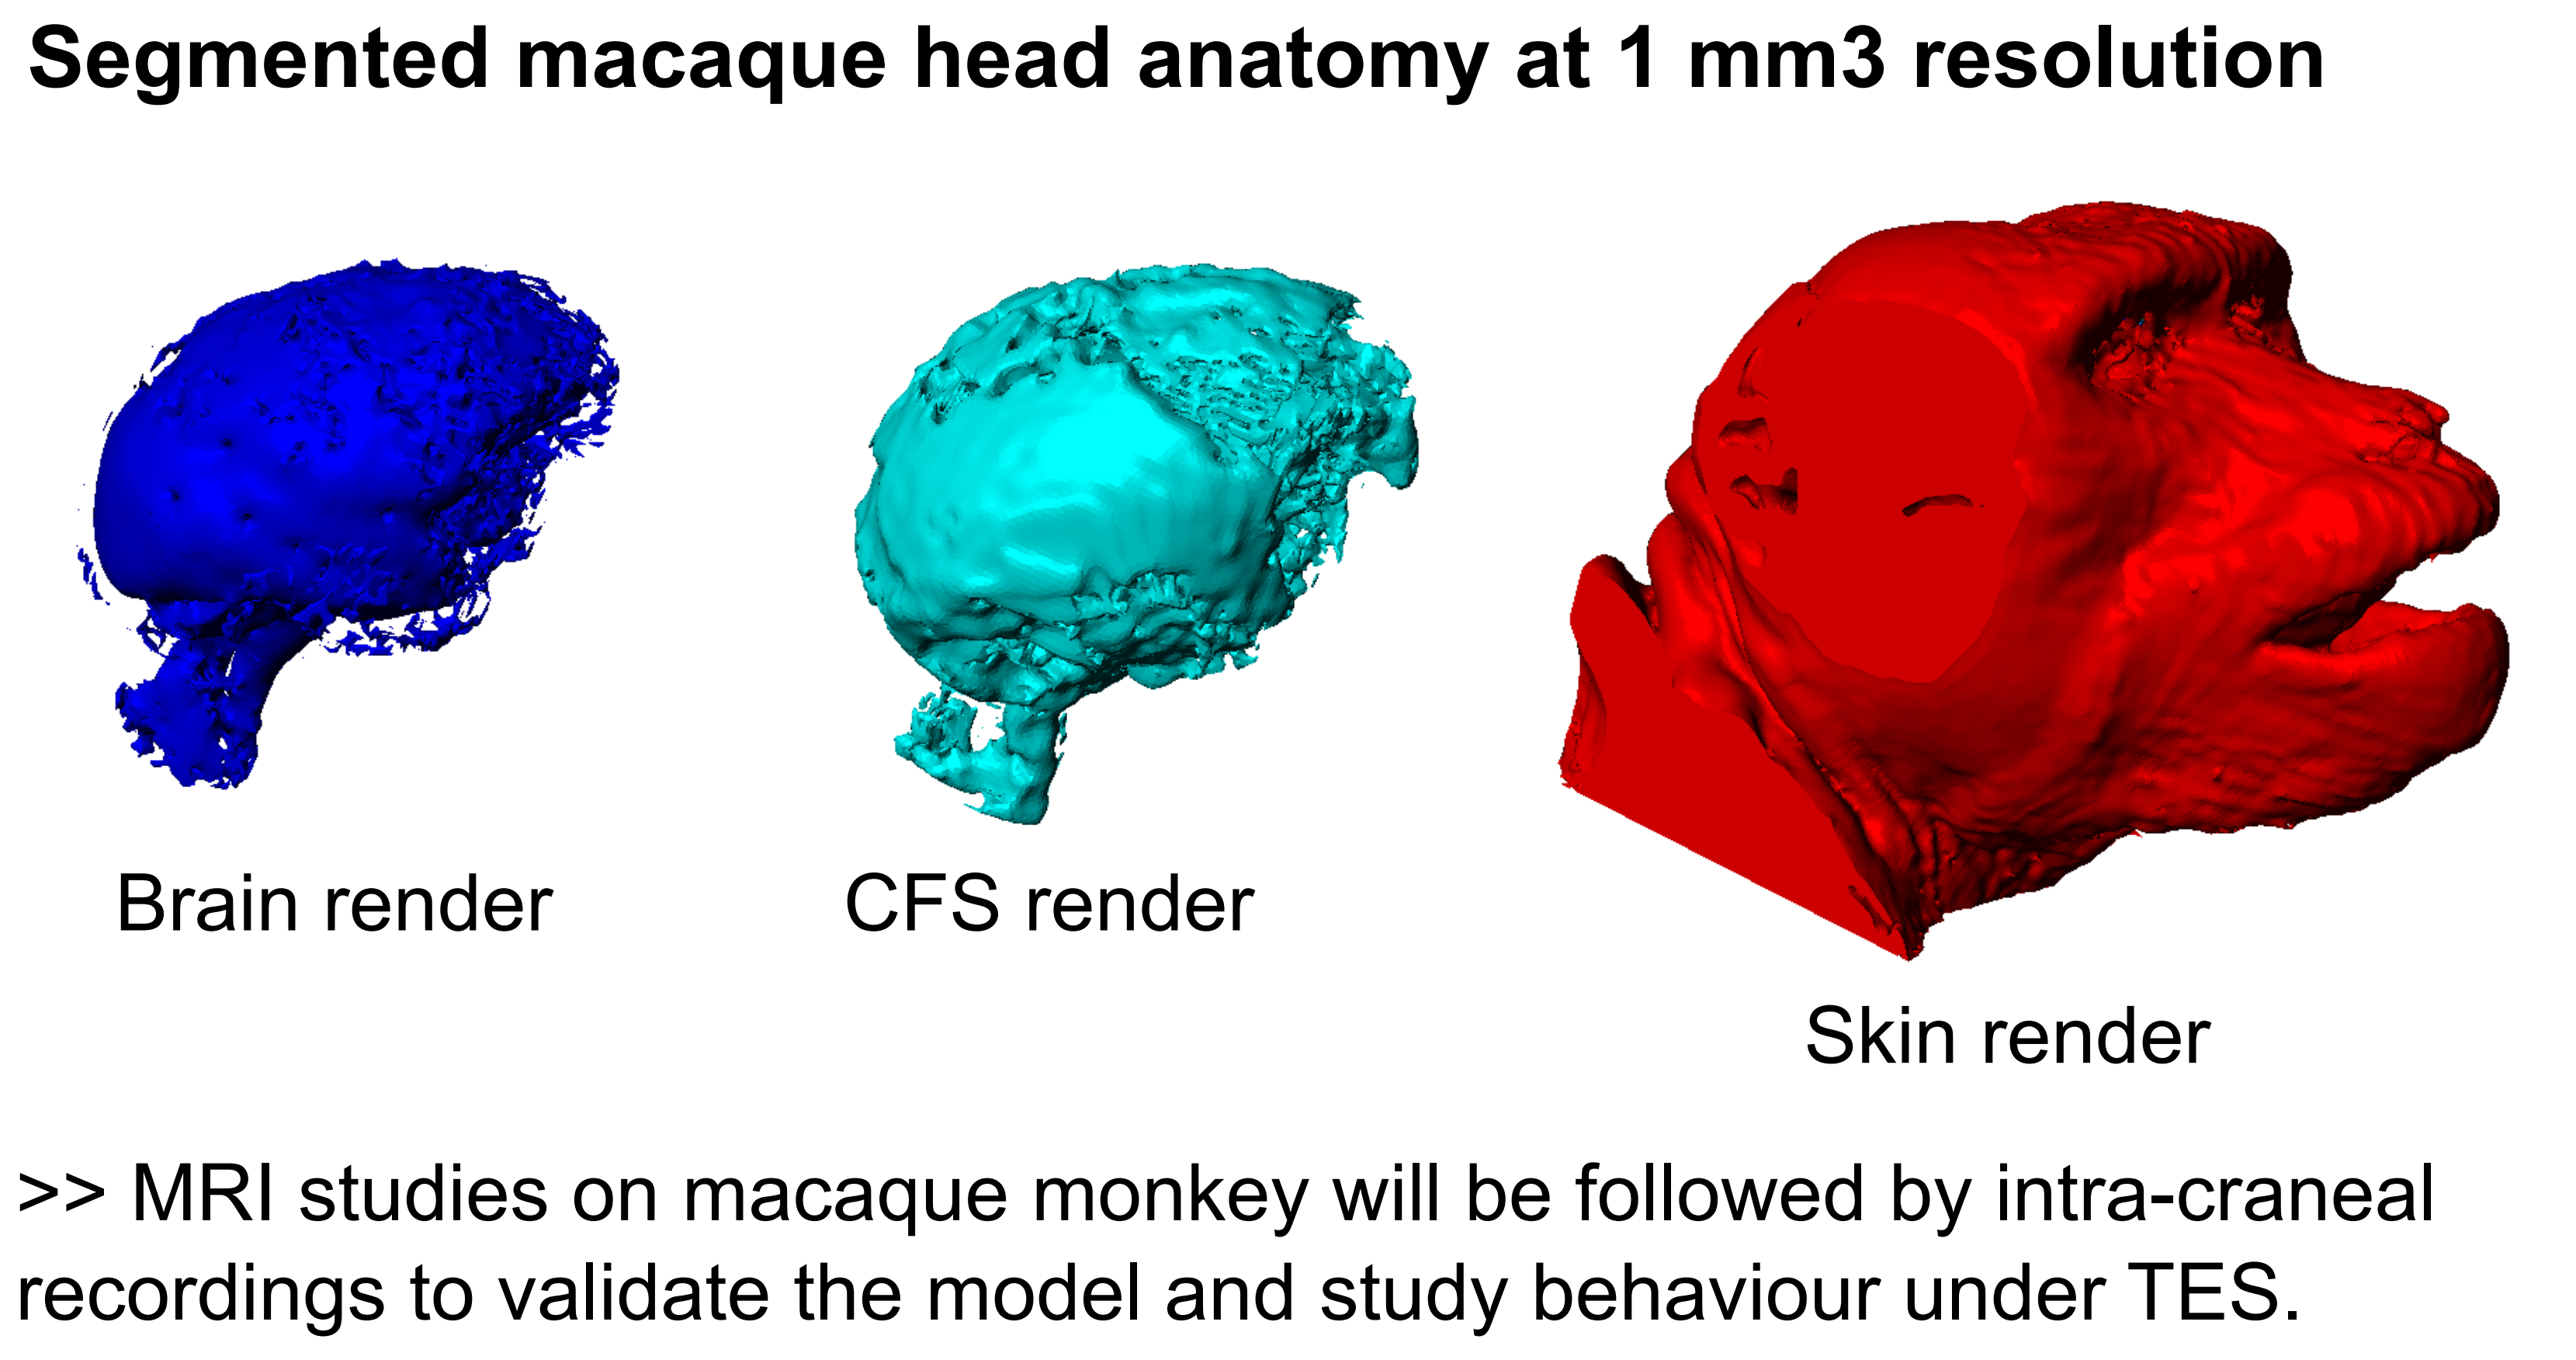 Segmented macaque head anatomy at 1 mm3 resolution
Brain render
CFS render
Skin render
>> MRI studies on macaque monkey will be followed by intra-craneal
recordings to validate the model and study behaviour under TES.